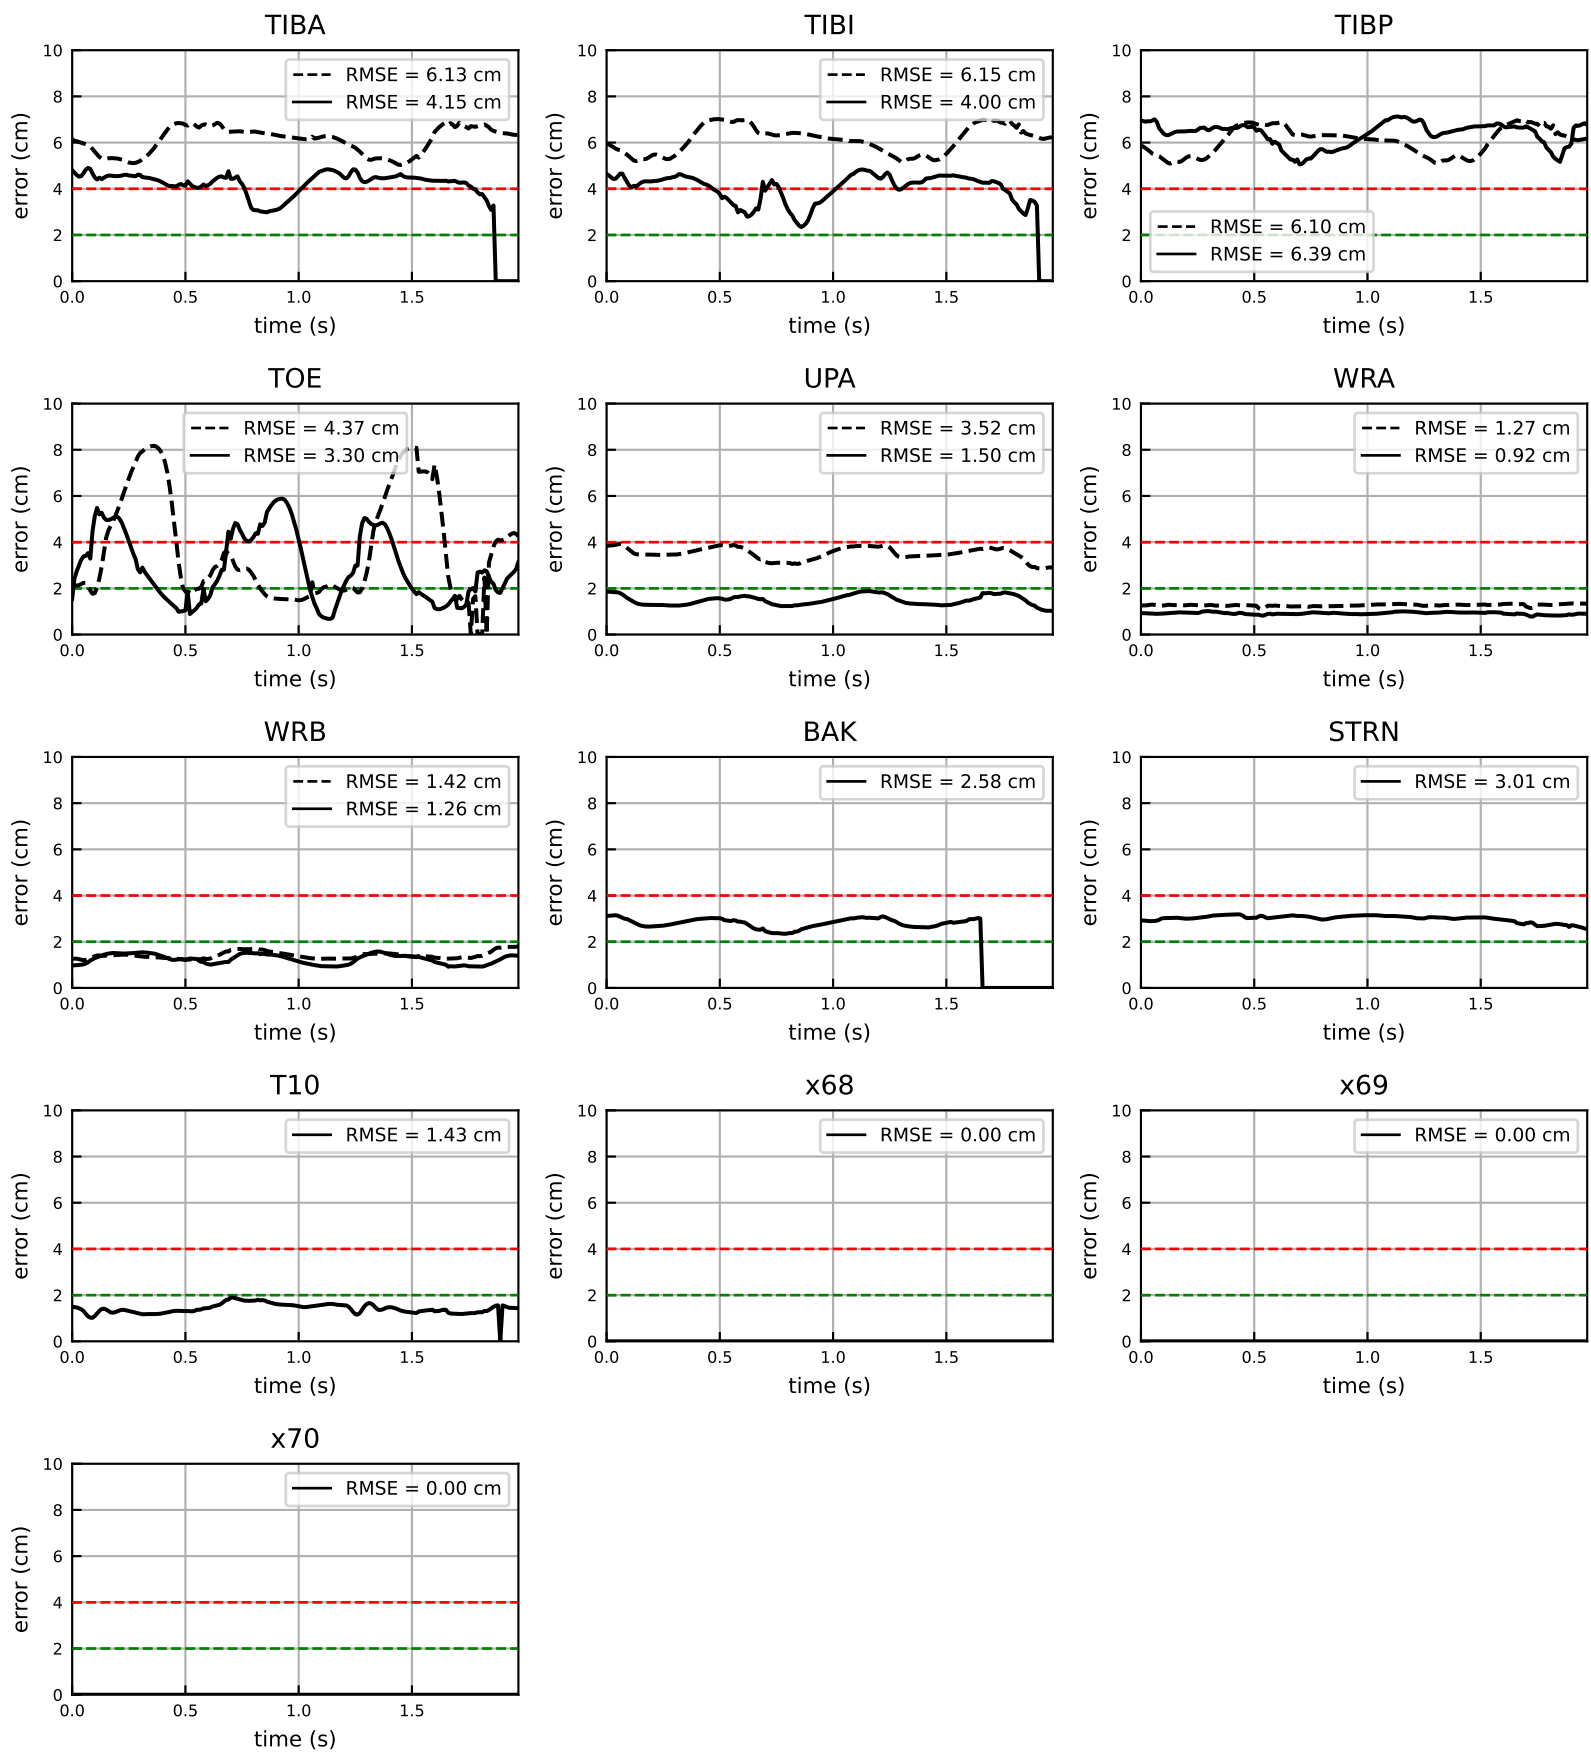 TIBA
TIBI
TIBP
10
8
6
4
2
0
error (cm)
RMSE = 6.13 cm
RMSE = 4.15 cm
0.0 0.5 1.0 1.5
time (s)
10
8
6
4
2
0
error (cm)
RMSE = 6.15 cm
RMSE = 4.00 cm
0.0 0.5 1.0 1.5
time (s)
10
8
6
4
2
0
error (cm)
RMSE = 6.10 cm
RMSE = 6.39 cm
0.0 0.5 1.0 1.5
time (s)
TOE
UPA
WRA
10
8
6
4
2
0
error (cm)
RMSE = 4.37 cm
RMSE = 3.30 cm
0.0 0.5 1.0 1.5
time (s)
10
8
6
4
2
0
error (cm)
RMSE = 3.52 cm
RMSE = 1.50 cm
0.0 0.5 1.0 1.5
time (s)
10
8
6
4
2
0
error (cm)
RMSE = 1.27 cm
RMSE = 0.92 cm
0.0 0.5 1.0 1.5
time (s)
WRB
BAK
STRN
10
8
6
4
2
0
error (cm)
RMSE = 1.42 cm
RMSE = 1.26 cm
0.0 0.5 1.0 1.5
time (s)
10
8
6
4
2
0
error (cm)
RMSE = 2.58 cm
0.0 0.5 1.0 1.5
time (s)
10
8
6
4
2
0
error (cm)
RMSE = 3.01 cm
0.0 0.5 1.0 1.5
time (s)
T10
x68
x69
10
8
6
4
2
0
error (cm)
RMSE = 1.43 cm
0.0 0.5 1.0 1.5
time (s)
10
8
6
4
2
0
error (cm)
RMSE = 0.00 cm
0.0 0.5 1.0 1.5
time (s)
10
8
6
4
2
0
error (cm)
RMSE = 0.00 cm
0.0 0.5 1.0 1.5
time (s)
x70
10
8
6
4
2
0
error (cm)
RMSE = 0.00 cm
0.0 0.5 1.0 1.5
time (s)